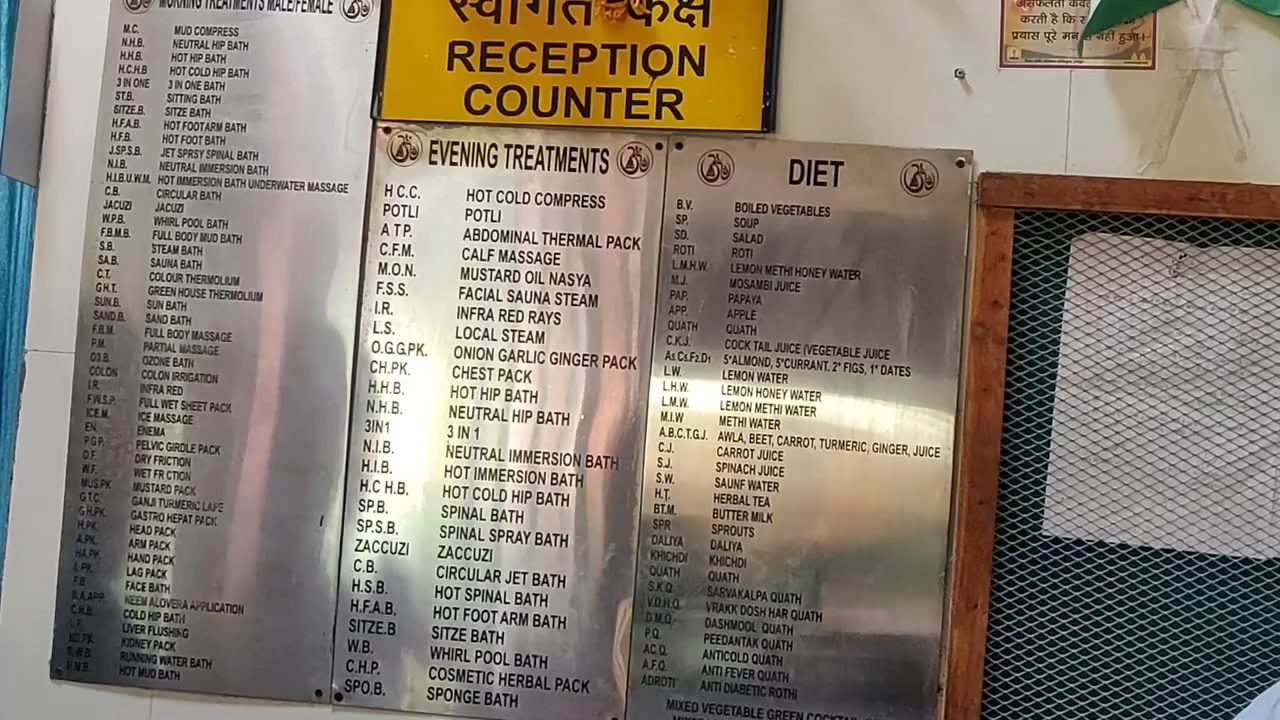 MORNING TREATMENTS MALE/FEMALE
M.C. MUD COMPRESS
N.H.B. NEUTRAL HIP BATH
H.H.B. HOT HIP BATH
H.C.H.B HOT COLD HIP BATH
3 IN ONE 3 IN ONE BATH
ST.B. SITTING BATH
SITZE.B. SITZE BATH
H.F.A.B. HOT FOOTARM BATH
H.F.B. HOT FOOT BATH
J.SP.S.B. JET SPRSY SPINAL BATH
N.I.B. NEUTRAL IMMERSION BATH
H.I.B.U.W.M. HOT IMMERSION BATH UNDERWATER MASSAGE
C.B. CIRCULAR BATH
JACUZI JACUZI
W.P.B. WHIRL POOL BATH
F.B.M.B. FULL BODY MUD BATH
S.B. STEAM BATH
SA.B. SAUNA BATH
C.T. COLOUR THERMOLIUM
G.H.T. GREEN HOUSE THERMOLIUM
SUN.B. SUN BATH
SAND.B. SAND BATH
F.B.M. FULL BODY MASSAGE
P.M. PARTIAL MASSAGE
O3.B. OZONE BATH
COLON COLON IRRIGATION
I.R. INFRA RED
F.W.S.P. FULL WET SHEET PACK
ICE.M. ICE MASSAGE
EN. ENEMA
P.G.P. PELVIC GIRDLE PACK
D.F. DRY FRICTION
W.F. WET FR CTION
MUS.PK MUSTARD PACK
G.T.C. GANJI TURMERIC LAPE
G.H.PK. GASTRO HEPAT PACK
H.PK. HEAD PACK
A.PK. ARM PACK
HA.PK. HAND PACK
L.PK. LAG PACK
F.B. FACE BATH
N.A.APP. NEEM ALOVERA APPLICATION
C.H.B. COLD HIP BATH
L.F. LIVER FLUSHING
KD.PK. KIDNEY PACK
R.W.B. RUNNING WATER BATH
H.M.B. HOT MUD BATH
स्वागत कक्ष
RECEPTION
COUNTER
EVENING TREATMENTS
H C.C. HOT COLD COMPRESS
POTLI POTLI
A T.P. ABDOMINAL THERMAL PACK
C.F.M. CALF MASSAGE
M.O.N. MUSTARD OIL NASYA
F.S.S. FACIAL SAUNA STEAM
I.R. INFRA RED RAYS
L.S. LOCAL STEAM
O.G.G.PK. ONION GARLIC GINGER PACK
CH.PK. CHEST PACK
H.H.B. HOT HIP BATH
N.H.B. NEUTRAL HIP BATH
3IN1 3 IN 1
N.I.B. NEUTRAL IMMERSION BATH
H.I.B. HOT IMMERSION BATH
H.C H.B. HOT COLD HIP BATH
SP.B. SPINAL BATH
SP.S.B. SPINAL SPRAY BATH
ZACCUZI ZACCUZI
C.B. CIRCULAR JET BATH
H.S.B. HOT SPINAL BATH
H.F.A.B. HOT FOOT ARM BATH
SITZE.B SITZE BATH
W.B. WHIRL POOL BATH
C.H.P. COSMETIC HERBAL PACK
SPO.B. SPONGE BATH
DIET
B.V. BOILED VEGETABLES
SP. SOUP
SD. SALAD
ROTI ROTI
L.M.H.W. LEMON METHI HONEY WATER
M.J. MOSAMBI JUICE
PAP. PAPAYA
APP. APPLE
QUATH QUATH
C.K.J. COCK TAIL JUICE (VEGETABLE JUICE
A5.C5.F2.D1 5*ALMOND, 5*CURRANT. 2* FIGS, 1* DATES
L.W. LEMON WATER
L.H.W. LEMON HONEY WATER
L.M.W. LEMON METHI WATER
M.I.W METHI WATER
A.B.C.T.G.J. AWLA, BEET, CARROT, TURMERIC, GINGER, JUICE
C.J. CARROT JUICE
S.J. SPINACH JUICE
S.W. SAUNF WATER
H.T. HERBAL TEA
BT.M. BUTTER MILK
SPR SPROUTS
DALIYA DALIYA
KHICHDI KHICHDI
QUATH QUATH
S.K.Q. SARVAKALPA QUATH
V.D.H.Q. VRAKK DOSH HAR QUATH
D.M.Q. DASHMOOL QUATH
P.Q. PEEDANTAK QUATH
AC.Q. ANTICOLD QUATH
A.F.Q. ANTI FEVER QUATH
ADROTI ANTI DIABETIC ROTHI
MIXED VEGETABLE GREEN COCKTAIL
करती है कि
प्रयास पूरे मन से नहीं हुआ।